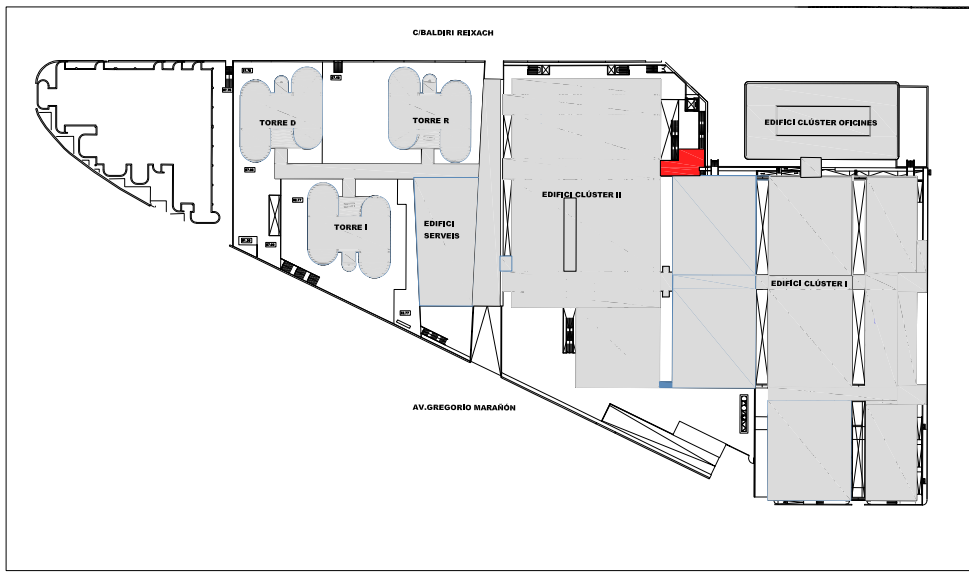 C/BALDIRI REIXACH
TORRE D
TORRE R
EDIFICI CLÚSTER OFICINES
EDIFICI CLÚSTER II
TORRE I
EDIFICI
SERVEIS
EDIFICI CLÚSTER I
AV.GREGORIO MARAÑÓN